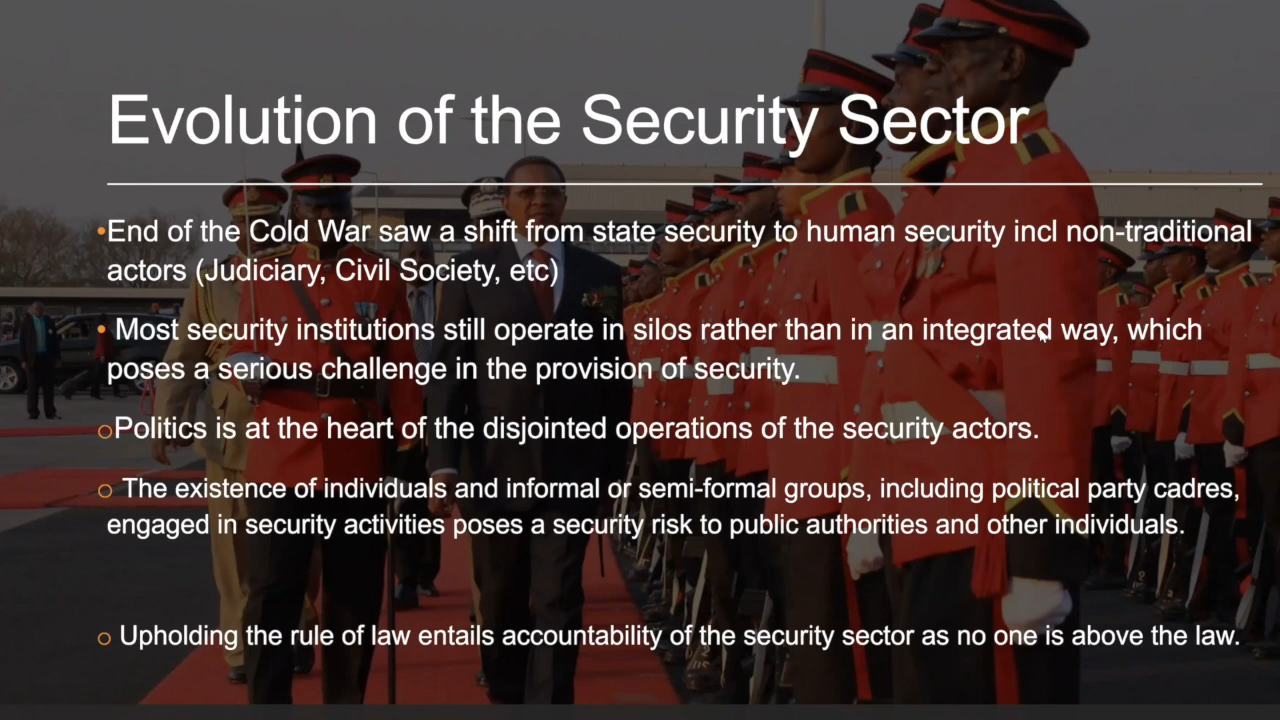 Evolution of the Security Sector
•End of the Cold War saw a shift from state security to human security incl non-traditional
actors (Judiciary, Civil Society, etc)
• Most security institutions still operate in silos rather than in an integrated way, which
poses a serious challenge in the provision of security.
oPolitics is at the heart of the disjointed operations of the security actors.
o The existence of individuals and informal or semi-formal groups, including political party cadres,
engaged in security activities poses a security risk to public authorities and other individuals.
o Upholding the rule of law entails accountability of the security sector as no one is above the law.